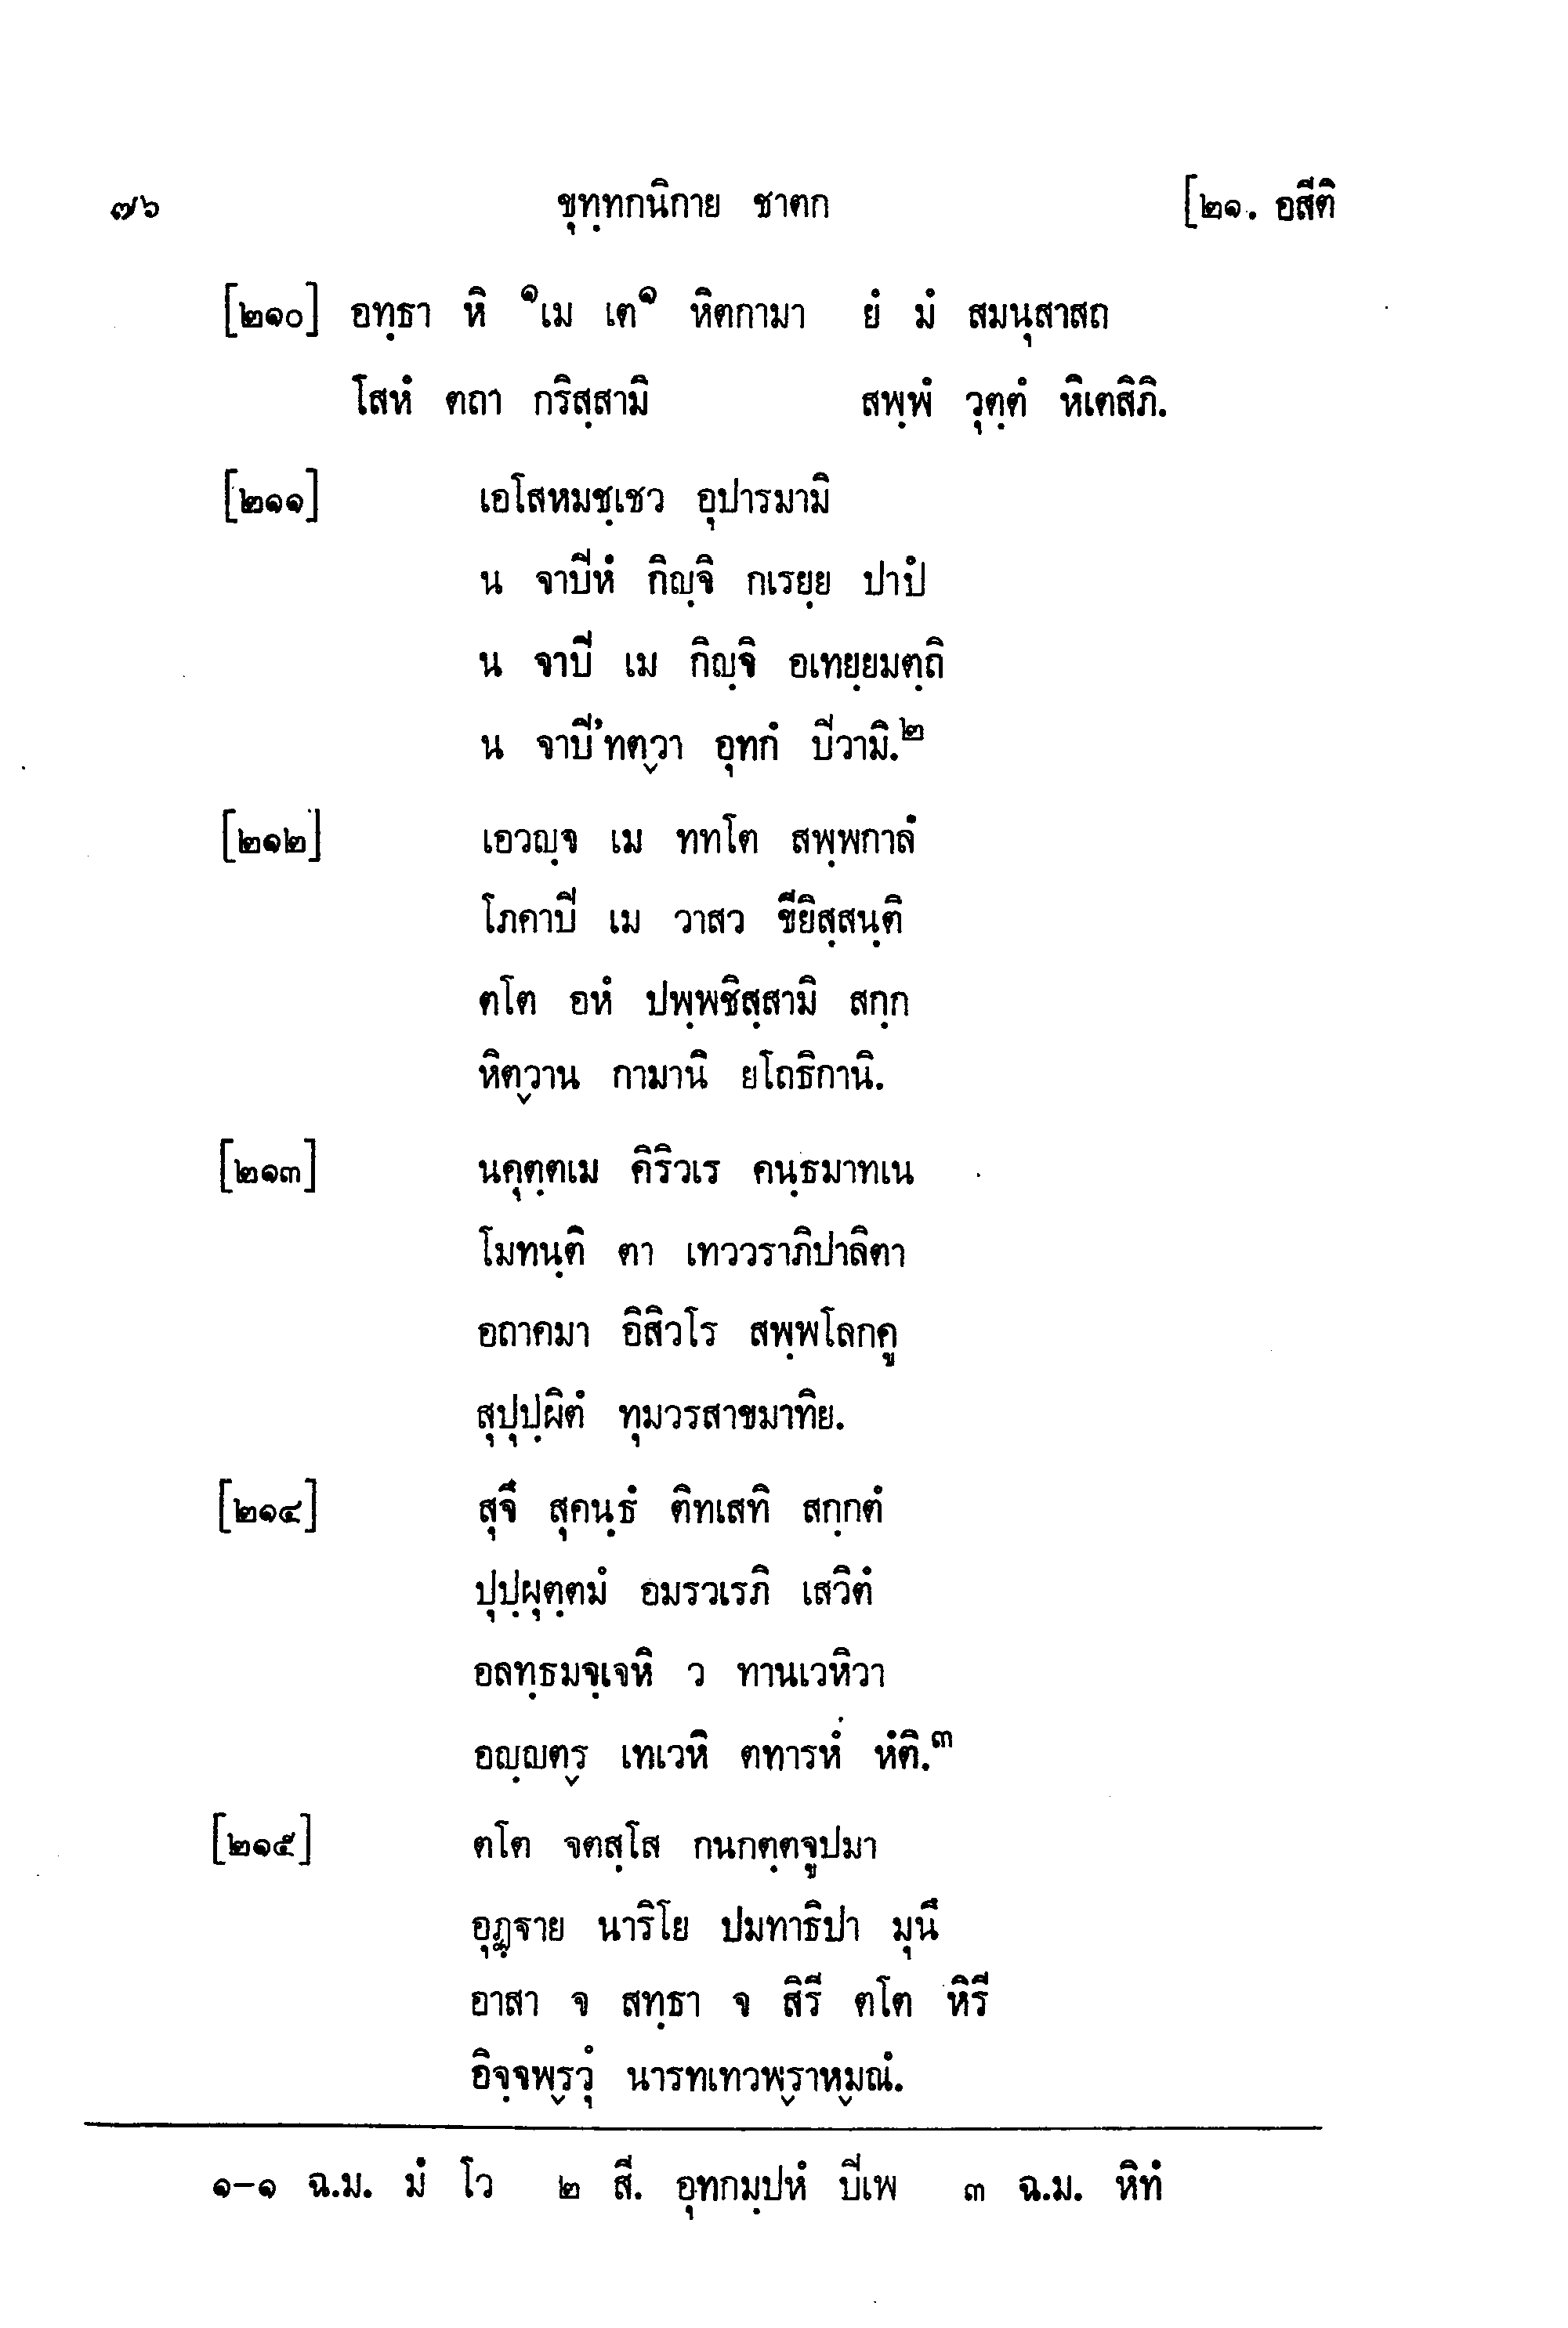 ๗๖ ขุทฺทกนิกาย ชาตก [๒๑. อสีติ
[๒๑๐] อทฺธา หิ ๑เม เต๑ หิตกามา ยํ มํ สมนุสาสถ
โสหํ ตถา กริสฺสามิ สพฺพํ วุตฺตํ หิเตสิภิ.
[๒๑๑] เอโสหมชฺเชว อุปารมามิ
น จาปิหํ กิญฺจิ กเรยฺย ปาปํ
น จาปิ เม กิญฺจิ อเทยฺยมตฺถิ
น จาปิ'ทตฺวา อุทกํ ปิวามิ.๒
[๒๑๒] เอวญฺจ เม ททโต สพฺพกาลํ
โภคาปิ เม วาสว ขียิสฺสนฺติ
ตโต อหํ ปพฺพชิสฺสามิ สกฺก
หิตฺวาน กามานิ ยโถธิกานิ.
[๒๑๓] นคุตฺตเม คิริวเร คนฺธมาทเน
โมทนฺติ ตา เทววราภิปาลิตา
อถาคมา อิสิวโร สพฺพโลกคู
สุปุปฺผิตํ ทุมวรสาขมาทิย.
[๒๑๔] สุจึ สุคนฺธํ ติทเสหิ สกฺกตํ
ปุปฺผุตฺตมํ อมรวเรภิ เสวิตํ
อลทฺธมจฺเจหิ ว ทานเวหิวา
อญฺญตฺร เทเวหิ ตทารหํ หํติ.๓
[๒๑๕] ตโต จตสฺโส กนกตฺตจูปมา
อุฏฺฐาย นาริโย ปมทาธิปา มุนึ
อาสา จ สทฺธา จ สิรี ตโต หิรี
อิจฺจพฺรวุํ นารทเทวพฺราหฺมณํ.
๑-๑ ฉ.ม. มํ โว ๒ สี. อุทกมฺปหํ ปิเพ ๓ ฉ.ม. หิทํ